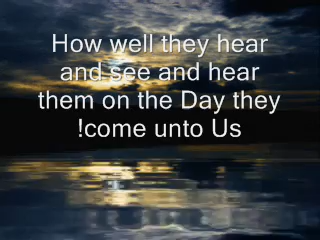 How well they hear
and see and hear
them on the Day they
!come unto Us